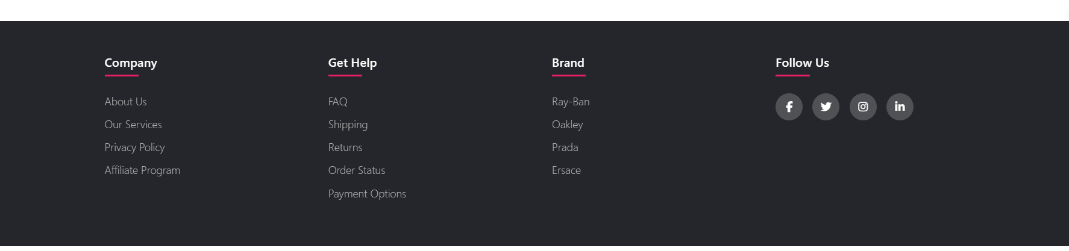 Company
About Us
Our Services
Privacy Policy
Affiliate Program
Get Help
FAQ
Shipping
Returns
Order Status
Payment Options
Brand
Ray-Ban
Oakley
Prada
Ersace
Follow Us